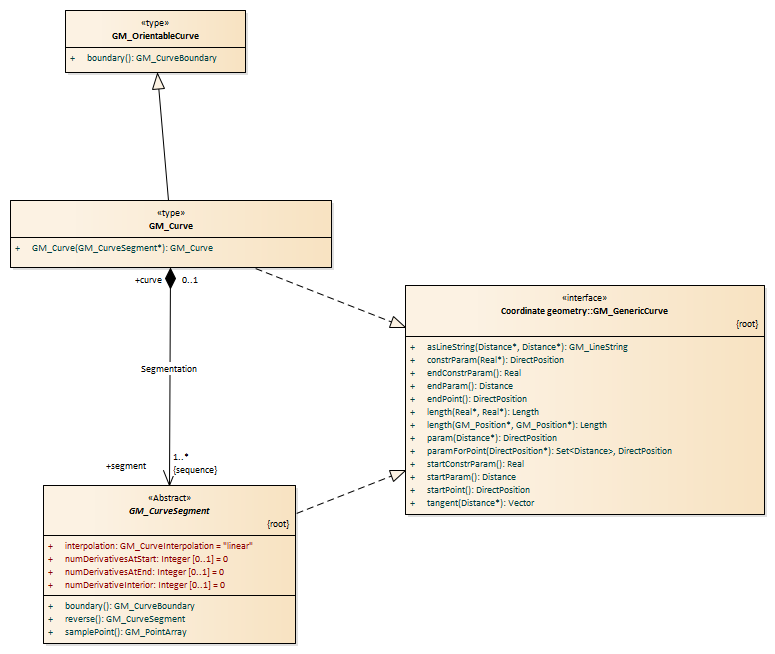 «type»
GM_OrientableCurve
+ boundary(): GM_CurveBoundary
«type»
GM_Curve
+ GM_Curve(GM_CurveSegment*): GM_Curve
+curve 0..1
Segmentation
1..*
+segment {sequence}
«interface»
Coordinate geometry::GM_GenericCurve
{root}
+ asLineString(Distance*, Distance*): GM_LineString
+ constrParam(Real*): DirectPosition
+ endConstrParam(): Real
+ endParam(): Distance
+ endPoint(): DirectPosition
+ length(Real*, Real*): Length
+ length(GM_Position*, GM_Position*): Length
+ param(Distance*): DirectPosition
+ paramForPoint(DirectPosition*): Set<Distance>, DirectPosition
+ startConstrParam(): Real
+ startParam(): Distance
+ startPoint(): DirectPosition
+ tangent(Distance*): Vector
«Abstract»
GM_CurveSegment
{root}
+ interpolation: GM_CurveInterpolation = "linear"
+ numDerivativesAtStart: Integer [0..1] = 0
+ numDerivativesAtEnd: Integer [0..1] = 0
+ numDerivativeInterior: Integer [0..1] = 0
+ boundary(): GM_CurveBoundary
+ reverse(): GM_CurveSegment
+ samplePoint(): GM_PointArray